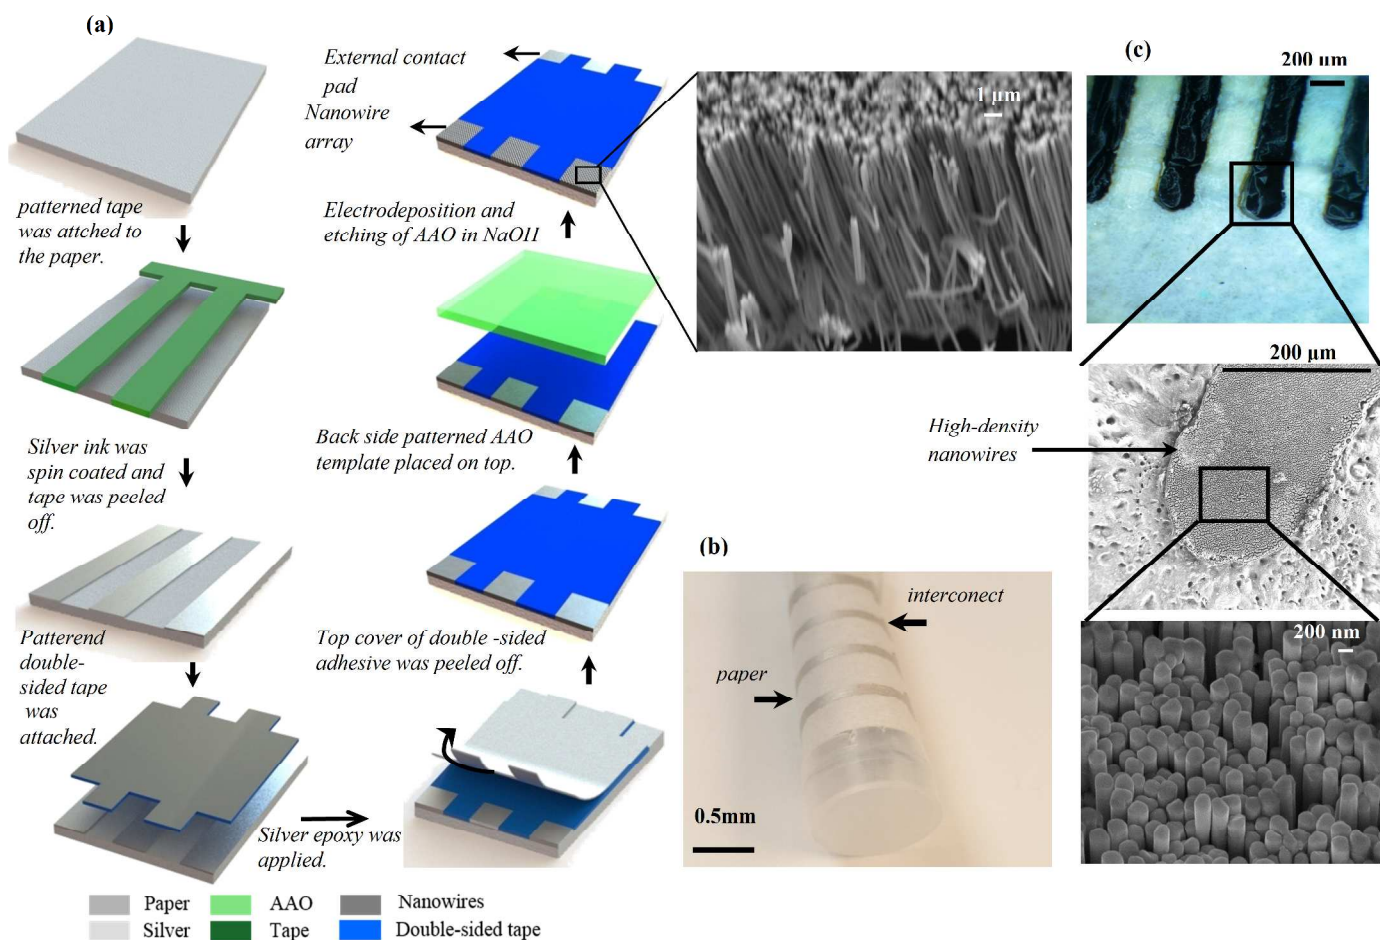 (a)
patterned tape
was attched to
the paper.
Silver ink was
spin coated and
tape was peeled
off.
Patterend
double-
sided tape
was
attached.
Silver epoxy was
applied.
Top cover of double -sided
adhesive was peeled off.
Back side patterned AAO
template placed on top.
Electrodeposition and
etching of AAO in NaOH
External contact
pad
Nanowire
array
1 µm
(b)
interconect
paper
0.5mm
(c)
200 µm
200 µm
High-density
nanowires
200 nm
Paper
AAO
Nanowires
Silver
Tape
Double-sided tape